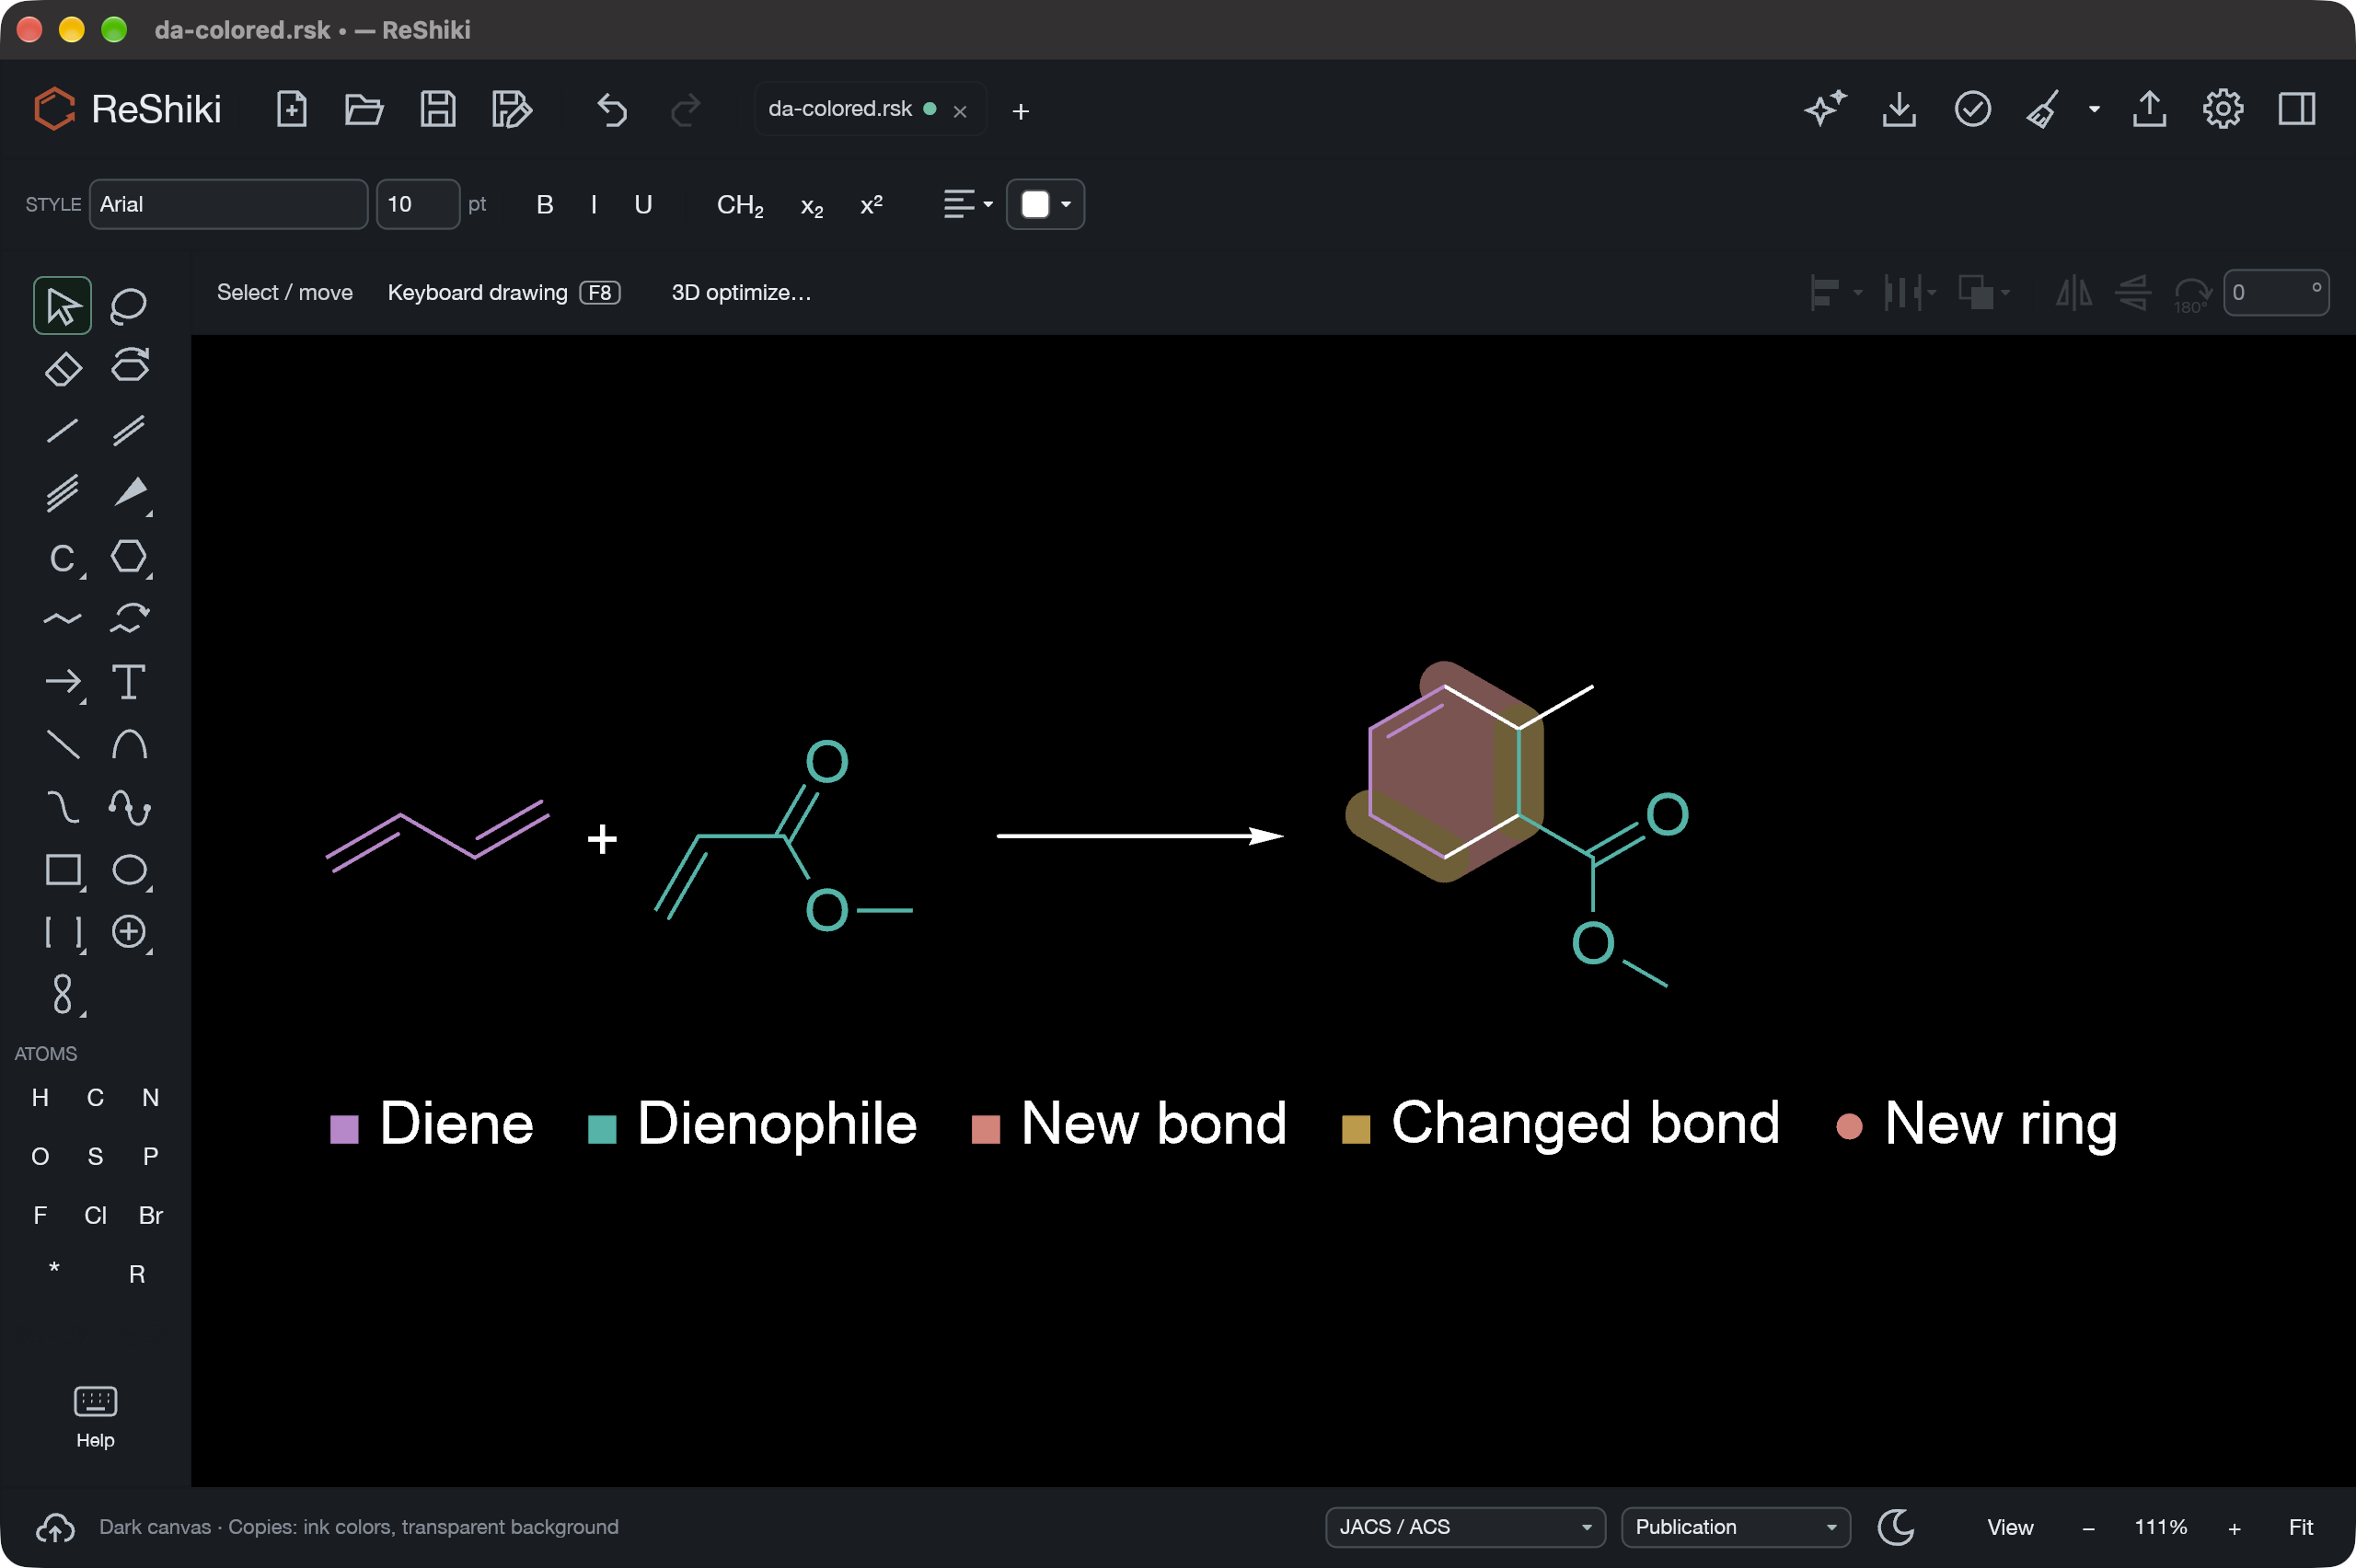 da-colored.rsk • — ReShiki
ReShiki
da-colored.rsk
STYLE Arial 10 pt B I U CH₂ x₂ x²
Select / move Keyboard drawing F8 3D optimize…
180° 0 °
C
T
O
O
+
O
O
ATOMS
H C N
O S P
F Cl Br
* R
Diene Dienophile New bond Changed bond New ring
Help
Dark canvas · Copies: ink colors, transparent background JACS / ACS Publication View – 111% + Fit